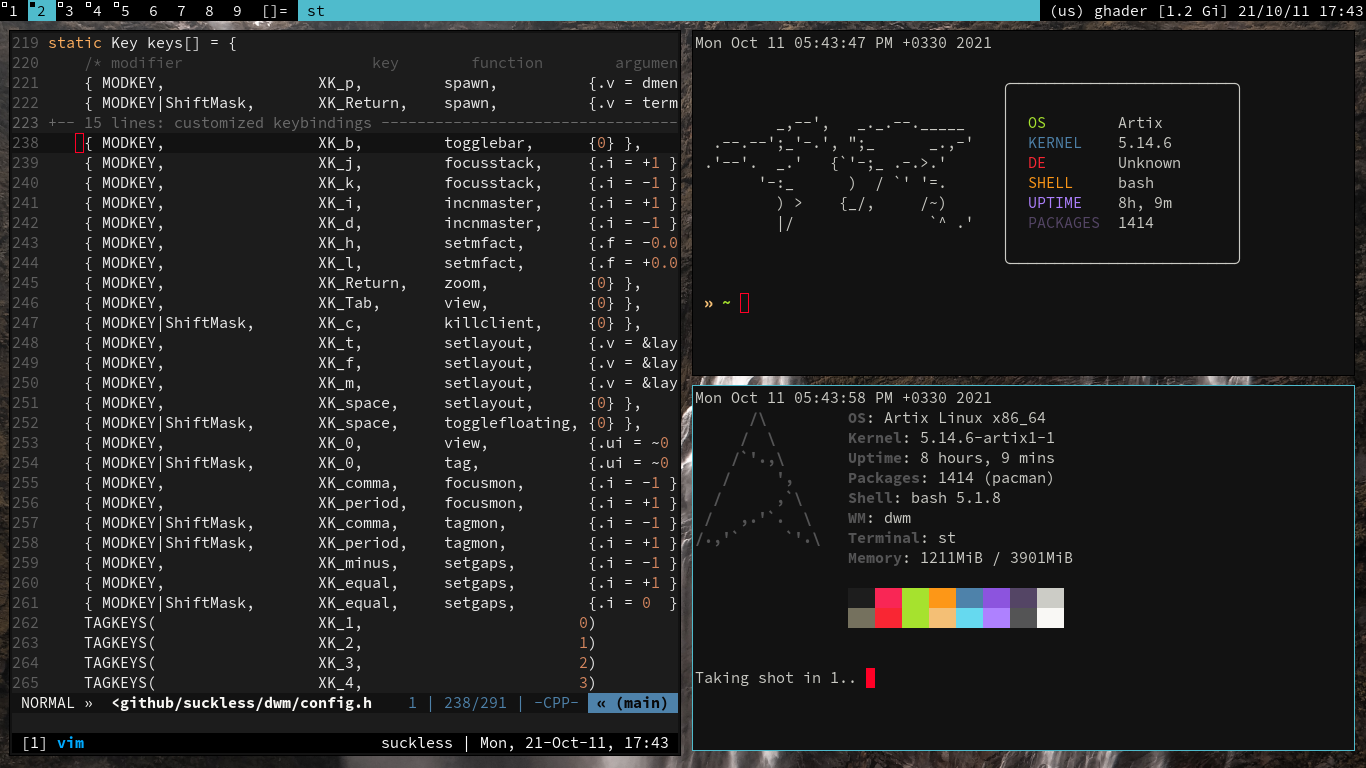 1 2 3 4 5 6 7 8 9 []= st (us) ghader [1.2 Gi] 21/10/11 17:43
219 static Key keys[] = {
220 /* modifier key function argumen
221 { MODKEY, XK_p, spawn, {.v = dmen
222 { MODKEY|ShiftMask, XK_Return, spawn, {.v = term
223 +-- 15 lines: customized keybindings ---------------------------------
238 { MODKEY, XK_b, togglebar, {0} },
239 { MODKEY, XK_j, focusstack, {.i = +1 }
240 { MODKEY, XK_k, focusstack, {.i = -1 }
241 { MODKEY, XK_i, incnmaster, {.i = +1 }
242 { MODKEY, XK_d, incnmaster, {.i = -1 }
243 { MODKEY, XK_h, setmfact, {.f = -0.0
244 { MODKEY, XK_l, setmfact, {.f = +0.0
245 { MODKEY, XK_Return, zoom, {0} },
246 { MODKEY, XK_Tab, view, {0} },
247 { MODKEY|ShiftMask, XK_c, killclient, {0} },
248 { MODKEY, XK_t, setlayout, {.v = &lay
249 { MODKEY, XK_f, setlayout, {.v = &lay
250 { MODKEY, XK_m, setlayout, {.v = &lay
251 { MODKEY, XK_space, setlayout, {0} },
252 { MODKEY|ShiftMask, XK_space, togglefloating, {0} },
253 { MODKEY, XK_0, view, {.ui = ~0
254 { MODKEY|ShiftMask, XK_0, tag, {.ui = ~0
255 { MODKEY, XK_comma, focusmon, {.i = -1 }
256 { MODKEY, XK_period, focusmon, {.i = +1 }
257 { MODKEY|ShiftMask, XK_comma, tagmon, {.i = -1 }
258 { MODKEY|ShiftMask, XK_period, tagmon, {.i = +1 }
259 { MODKEY, XK_minus, setgaps, {.i = -1 }
260 { MODKEY, XK_equal, setgaps, {.i = +1 }
261 { MODKEY|ShiftMask, XK_equal, setgaps, {.i = 0 }
262 TAGKEYS( XK_1, 0)
263 TAGKEYS( XK_2, 1)
264 TAGKEYS( XK_3, 2)
265 TAGKEYS( XK_4, 3)
NORMAL » <github/suckless/dwm/config.h 1 | 238/291 | -CPP- « (main)
[1] vim suckless | Mon, 21-Oct-11, 17:43
Mon Oct 11 05:43:47 PM +0330 2021
OS Artix
KERNEL 5.14.6
DE Unknown
SHELL bash
UPTIME 8h, 9m
PACKAGES 1414
» ~
Mon Oct 11 05:43:58 PM +0330 2021
OS: Artix Linux x86_64
Kernel: 5.14.6-artix1-1
Uptime: 8 hours, 9 mins
Packages: 1414 (pacman)
Shell: bash 5.1.8
WM: dwm
Terminal: st
Memory: 1211MiB / 3901MiB
Taking shot in 1..